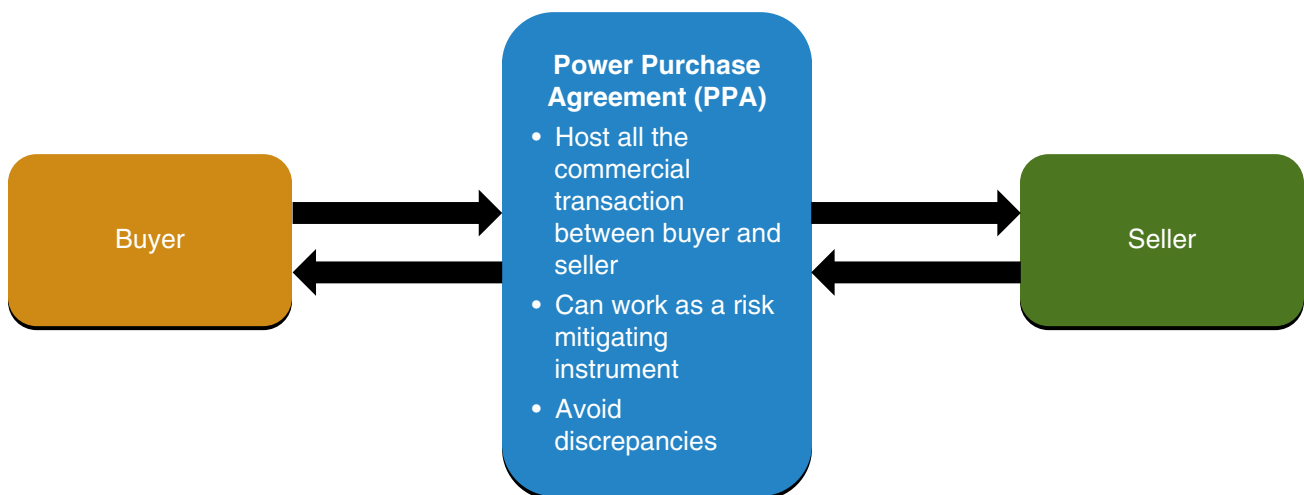 Power Purchase
Agreement (PPA)
• Host all the
commercial
transaction
between buyer and
seller
• Can work as a risk
mitigating
instrument
• Avoid
discrepancies
Buyer
Seller